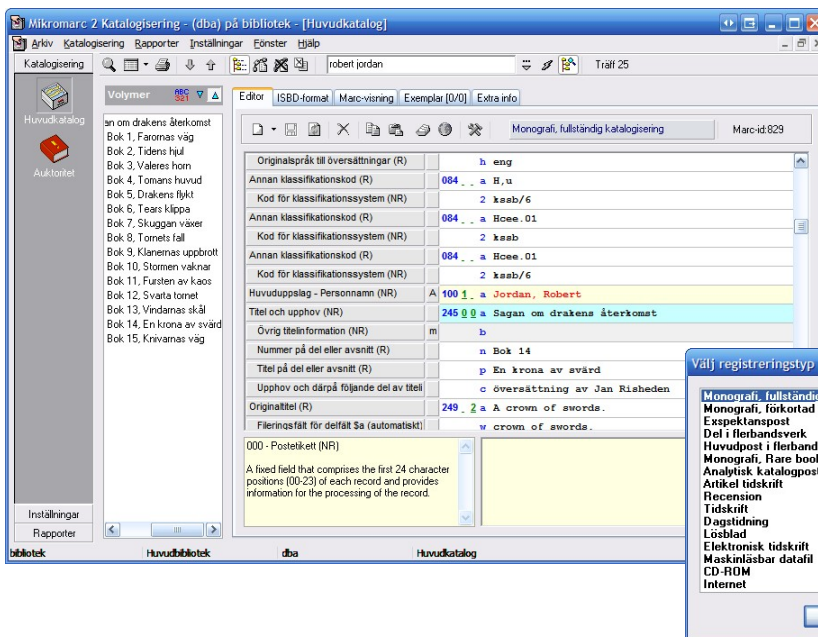 Mikromarc 2 Katalogisering - (dba) på bibliotek - [Huvudkatalog]
Arkiv Katalogisering Rapporter Inställningar Fönster Hjälp
Katalogisering robert jordan Träff 25
Huvudkatalog
Auktoritet
Inställningar
Rapporter
Volymer ABC 321
an om drakens återkomst
Bok 1, Farornas väg
Bok 2, Tidens hjul
Bok 3, Valeres horn
Bok 4, Tomans huvud
Bok 5, Drakens flykt
Bok 6, Tears klippa
Bok 7, Skuggan växer
Bok 8, Tornets fall
Bok 9, Klanernas uppbrott
Bok 10, Stormen vaknar
Bok 11, Fursten av kaos
Bok 12, Svarta tornet
Bok 13, Vindarnas skål
Bok 14, En krona av svärd
Bok 15, Knivarnas väg
Editor ISBD-format Marc-visning Exemplar [0/0] Extra info
Monografi, fullständig katalogisering Marc-id:829
Originalspråk till översättningar (R) h eng
Annan klassifikationskod (R) 084 _ _ a H,u
Kod för klassifikationssystem (NR) 2 kssb/6
Annan klassifikationskod (R) 084 _ _ a Hcee.01
Kod för klassifikationssystem (NR) 2 kssb
Annan klassifikationskod (R) 084 _ _ a Hcee.01
Kod för klassifikationssystem (NR) 2 kssb/6
Huvuduppslag - Personnamn (NR) A 100 1 _ a Jordan, Robert
Titel och upphov (NR) 245 0 0 a Sagan om drakens återkomst
Övrig titelinformation (NR) m b
Nummer på del eller avsnitt (R) n Bok 14
Titel på del eller avsnitt (R) p En krona av svärd
Upphov och därpå följande del av titeli c översättning av Jan Risheden
Originaltitel (R) 249 _ 2 a A crown of swords.
Fileringsfält för delfält $a (automatiskt) w crown of swords.
000 - Postetikett (NR)
A fixed field that comprises the first 24 character
positions (00-23) of each record and provides
information for the processing of the record.
bibliotek Huvudbibliotek dba Huvudkatalog
Välj registreringstyp
Monografi, fullständig
Monografi, förkortad
Exspektanspost
Del i flerbandsverk
Huvudpost i flerband
Monografi, Rare book
Analytisk katalogpost
Artikel tidskrift
Recension
Tidskrift
Dagstidning
Lösblad
Elektronisk tidskrift
Maskinläsbar datafil
CD-ROM
Internet